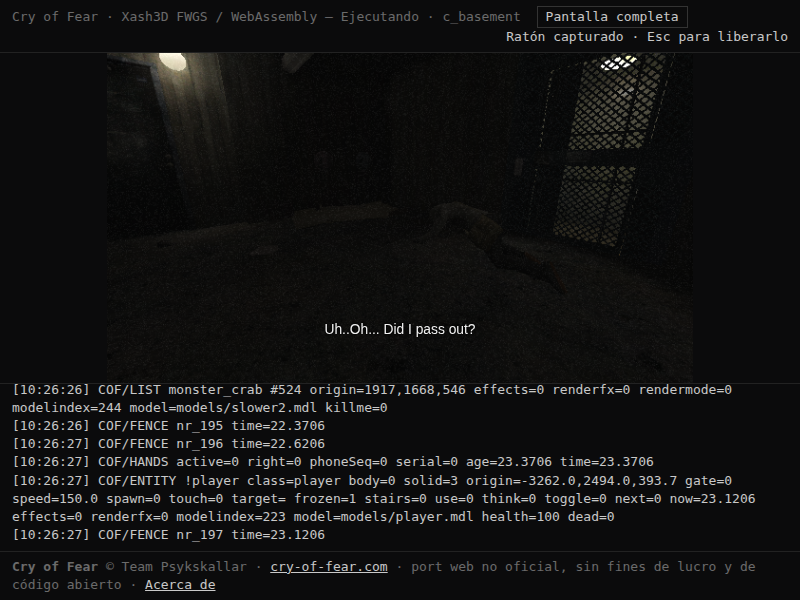 Cry of Fear · Xash3D FWGS / WebAssembly — Ejecutando · c_basement
Pantalla completa
Ratón capturado · Esc para liberarlo
Uh..Oh... Did I pass out?
[10:26:26] COF/LIST monster_crab #524 origin=1917,1668,546 effects=0 renderfx=0 rendermode=0
modelindex=244 model=models/slower2.mdl killme=0
[10:26:26] COF/FENCE nr_195 time=22.3706
[10:26:27] COF/FENCE nr_196 time=22.6206
[10:26:27] COF/HANDS active=0 right=0 phoneSeq=0 serial=0 age=23.3706 time=23.3706
[10:26:27] COF/ENTITY !player class=player body=0 solid=3 origin=-3262.0,2494.0,393.7 gate=0
speed=150.0 spawn=0 touch=0 target= frozen=1 stairs=0 use=0 think=0 toggle=0 next=0 now=23.1206
effects=0 renderfx=0 modelindex=223 model=models/player.mdl health=100 dead=0
[10:26:27] COF/FENCE nr_197 time=23.1206
Cry of Fear © Team Psykskallar · cry-of-fear.com · port web no oficial, sin fines de lucro y de
código abierto · Acerca de